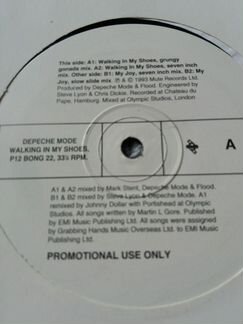 This side: A1: Walking In My Shoes, grungy
gonads mix. A2: Walking In My Shoes, seven inch
mix. Other side: B1: My Joy, seven inch mix. B2: My
Joy, slow slide mix. ℗ & © 1993 Mute Records Ltd.
Produced by Depeche Mode & Flood. Engineered by
Steve Lyon & Chris Dickie. Recorded at Chateau du
Pape, Hamburg. Mixed at Olympic Studios, London
DEPECHE MODE
WALKING IN MY SHOES.
P12 BONG 22, 33⅓ RPM.
A
A1 & A2 mixed by Mark Stent, Depeche Mode & Flood.
B1 & B2 mixed by Steve Lyon & Depeche Mode. A1
remixed by Johnny Dollar with Portishead at Olympic
Studios. All songs written by Martin L Gore. Published
by EMI Music Publishing Ltd. All songs were assigned
by Grabbing Hands Music Overseas Ltd. to EMI Music
Publishing Ltd.
PROMOTIONAL USE ONLY